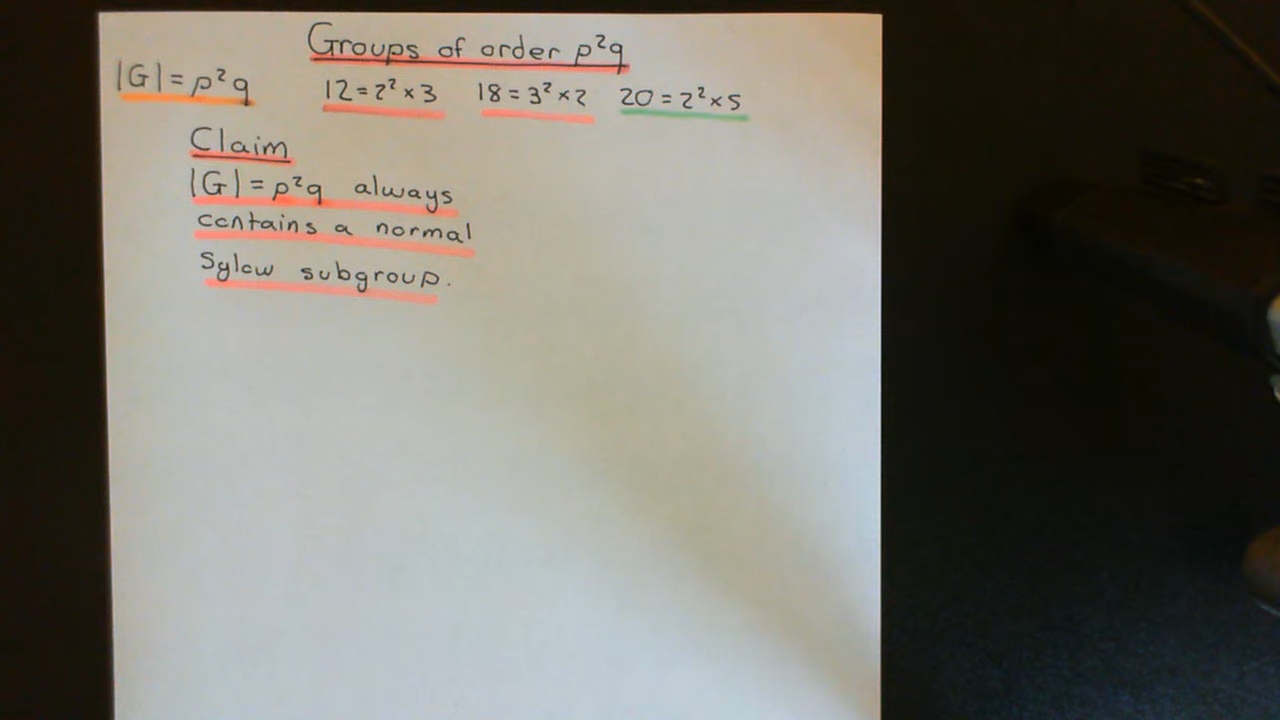 Groups of order p²q
|G| = p²q 12 = 2² × 3 18 = 3² × 2 20 = 2² × 5
Claim
|G| = p²q always
contains a normal
Sylow subgroup.